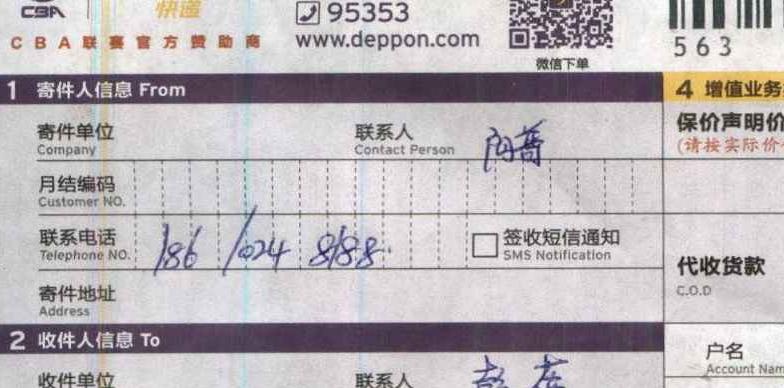 CBA 快递 95353
CBA联赛官方赞助商 www.deppon.com
微信下单
563
1 寄件人信息 From
4 增值业务
寄件单位 联系人
Company Contact Person
保价声明价
(请按实际价
月结编码
Customer NO.
联系电话 186 1024 8188 签收短信通知
Telephone NO. SMS Notification
代收货款
C.O.D
寄件地址
Address
2 收件人信息 To
户名
Account Nam
收件单位 联系人